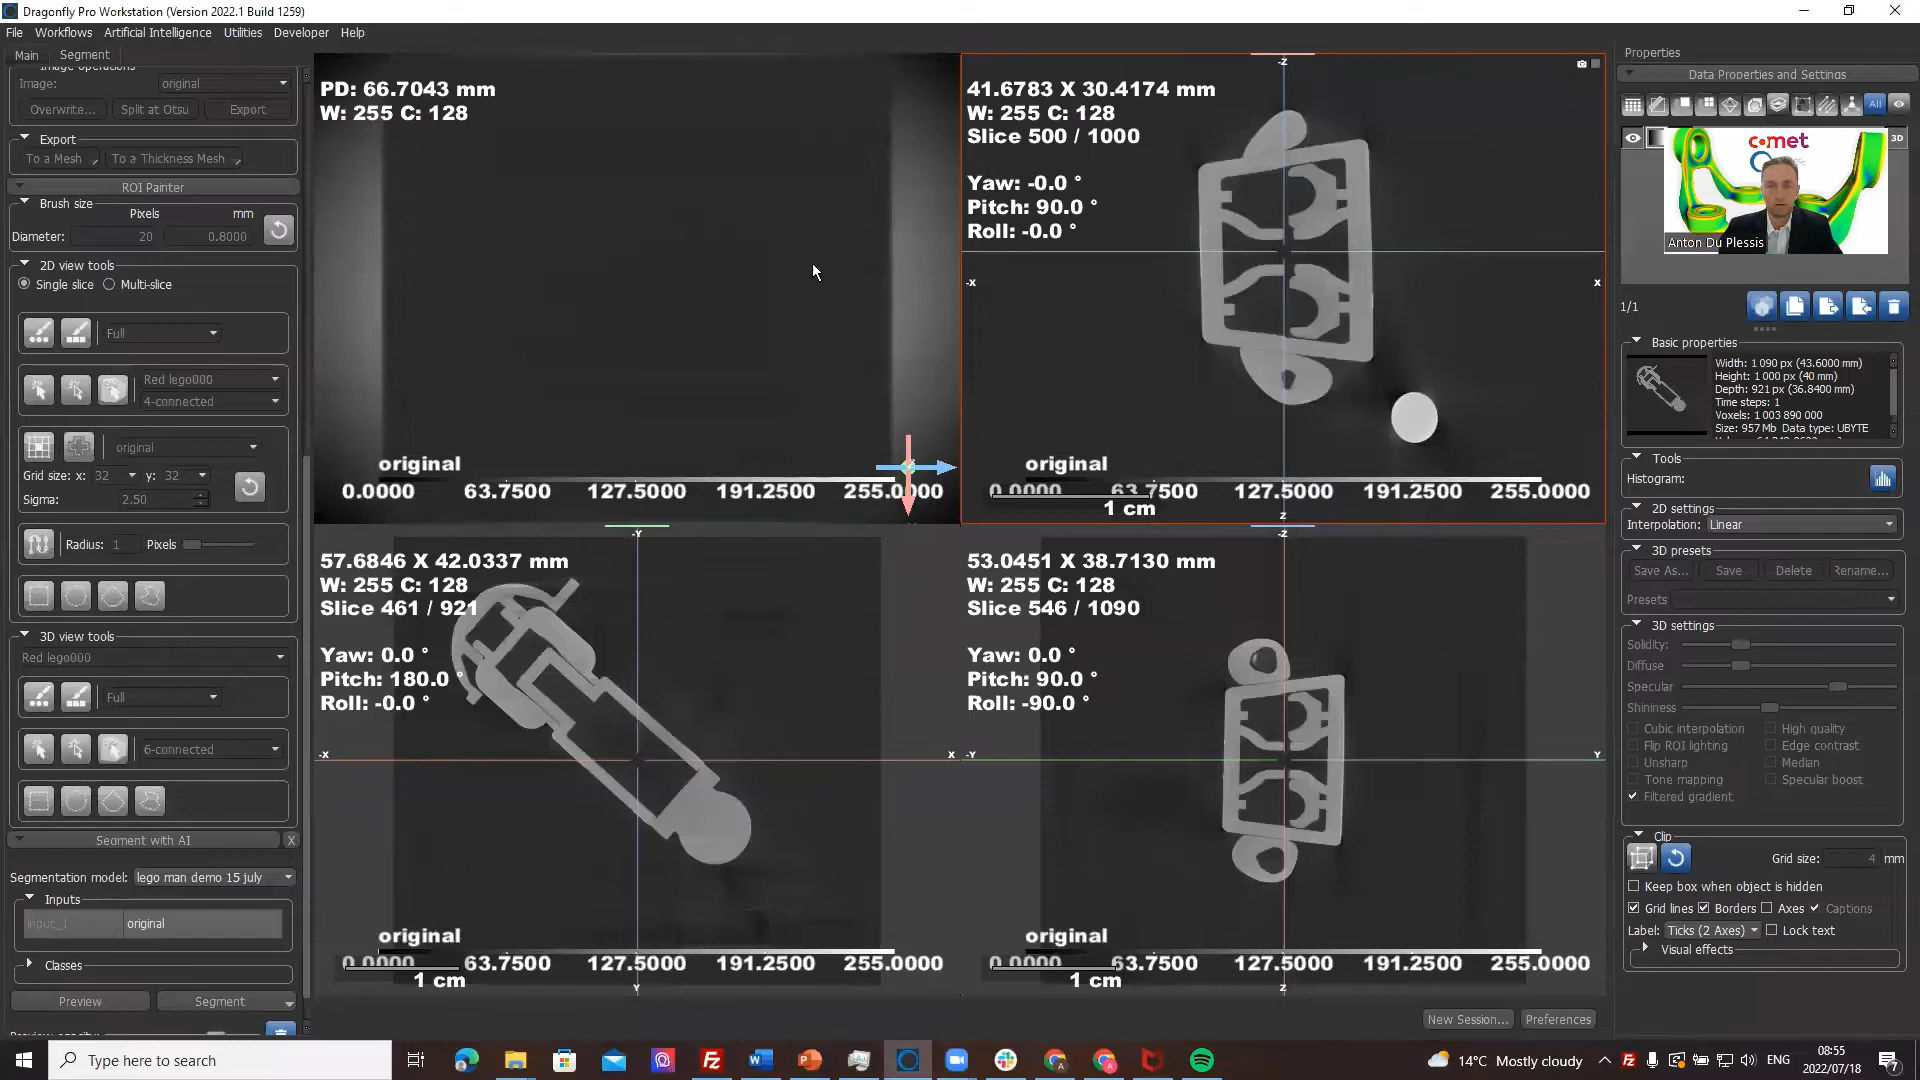 Dragonfly Pro Workstation (Version 2022.1 Build 1259)
File Workflows Artificial Intelligence Utilities Developer Help
Main Segment
Image operations
Image: original
Overwrite... Split at Otsu Export
Export
To a Mesh To a Thickness Mesh
ROI Painter
Brush size
Pixels mm
Diameter: 20 0.8000
2D view tools
Single slice Multi-slice
Full
Red lego000
4-connected
original
Grid size: x: 32 y: 32
Sigma: 2.50
Radius: 1 Pixels
3D view tools
Red lego000
Full
6-connected
Segment with AI X
Segmentation model: lego man demo 15 july
Inputs
input_1 original
Classes
Preview Segment
PD: 66.7043 mm
W: 255 C: 128
original
0.0000 63.7500 127.5000 191.2500 255.0000
41.6783 X 30.4174 mm
W: 255 C: 128
Slice 500 / 1000
Yaw: -0.0 °
Pitch: 90.0 °
Roll: -0.0 °
-Z
-X
X
Z
original
0.0000 63.7500 127.5000 191.2500 255.0000
1 cm
57.6846 X 42.0337 mm
W: 255 C: 128
Slice 461 / 921
Yaw: 0.0 °
Pitch: 180.0 °
Roll: -0.0 °
-Y
-X
X
Y
original
0.0000 63.7500 127.5000 191.2500 255.0000
1 cm
53.0451 X 38.7130 mm
W: 255 C: 128
Slice 546 / 1090
Yaw: 0.0 °
Pitch: 90.0 °
Roll: -90.0 °
-Z
-Y
Y
Z
original
0.0000 63.7500 127.5000 191.2500 255.0000
1 cm
New Session... Preferences
Properties
Data Properties and Settings
All
3D
comet
Anton Du Plessis
1/1
Basic properties
Width: 1 090 px (43.6000 mm)
Height: 1 000 px (40 mm)
Depth: 921 px (36.8400 mm)
Time steps: 1
Voxels: 1 003 890 000
Size: 957 Mb Data type: UBYTE
Tools
Histogram:
2D settings
Interpolation: Linear
3D presets
Save As... Save Delete Rename...
Presets
3D settings
Solidity:
Diffuse
Specular
Shininess
Cubic interpolation High quality
Flip ROI lighting Edge contrast
Unsharp Median
Tone mapping Specular boost
Filtered gradient
Clip
Grid size: 4 mm
Keep box when object is hidden
Grid lines Borders Axes Captions
Label: Ticks (2 Axes) Lock text
Visual effects
Type here to search
14°C Mostly cloudy
ENG
08:55
2022/07/18
7